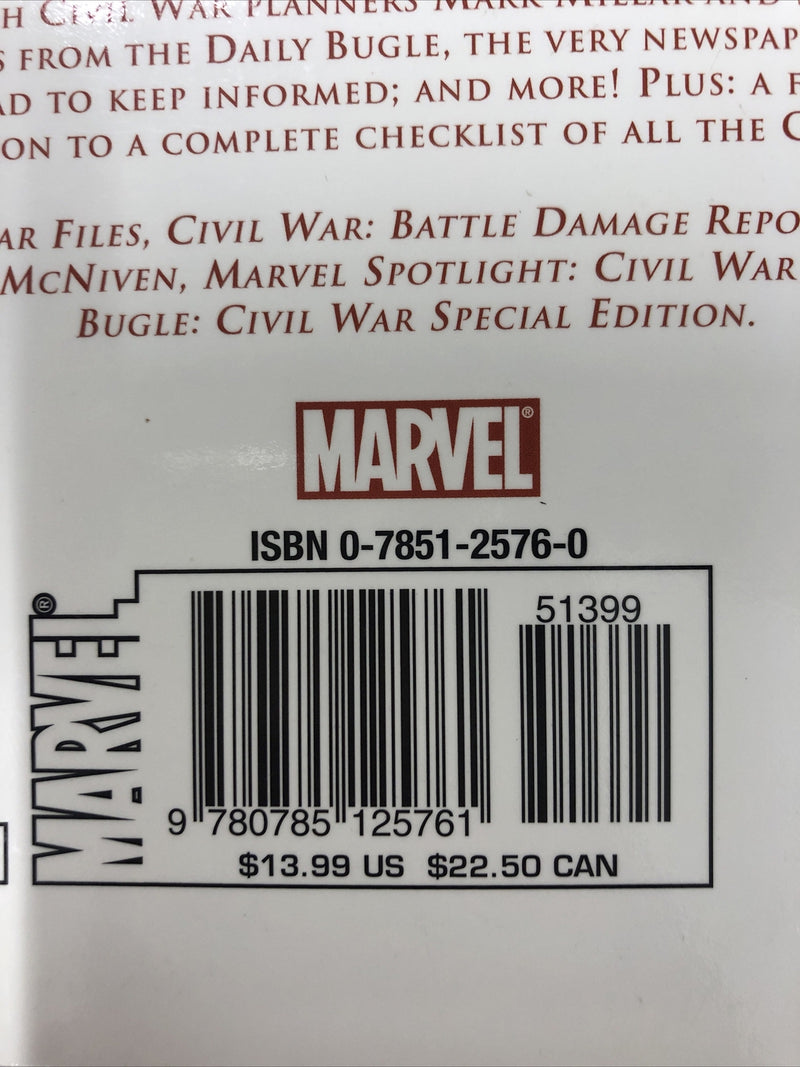 H CIVIL WAR PLANNERS MARK MILLAR AND
S FROM THE DAILY BUGLE, THE VERY NEWSPAP
AD TO KEEP INFORMED; AND MORE! PLUS: A F
ON TO A COMPLETE CHECKLIST OF ALL THE C
AR FILES, CIVIL WAR: BATTLE DAMAGE REPO
MCNIVEN, MARVEL SPOTLIGHT: CIVIL WAR
BUGLE: CIVIL WAR SPECIAL EDITION.
MARVEL®
ISBN 0-7851-2576-0
MARVEL®
51399
9 780785 125761
$13.99 US $22.50 CAN